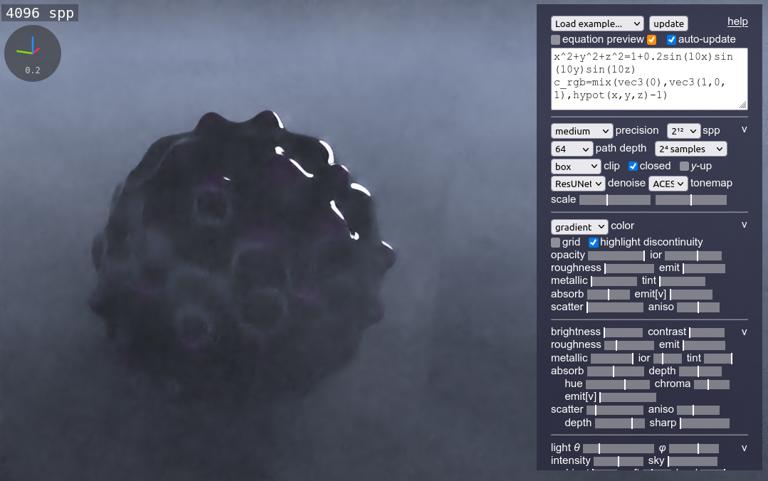 4096 spp
0.2
Load example... update help
equation preview auto-update
x^2+y^2+z^2=1+0.2sin(10x)sin
(10y)sin(10z)
c_rgb=mix(vec3(0),vec3(1,0,
1),hypot(x,y,z)-1)
medium precision 2¹² spp v
64 path depth 2⁴ samples
box clip closed y-up
ResUNet denoise ACES tonemap
scale
gradient color v
grid highlight discontinuity
opacity ior
roughness emit
metallic tint
absorb emit[v]
scatter aniso
brightness contrast v
roughness emit
metallic ior tint
absorb depth
hue chroma
emit[v]
scatter aniso
depth sharp
light θ φ v
intensity sky